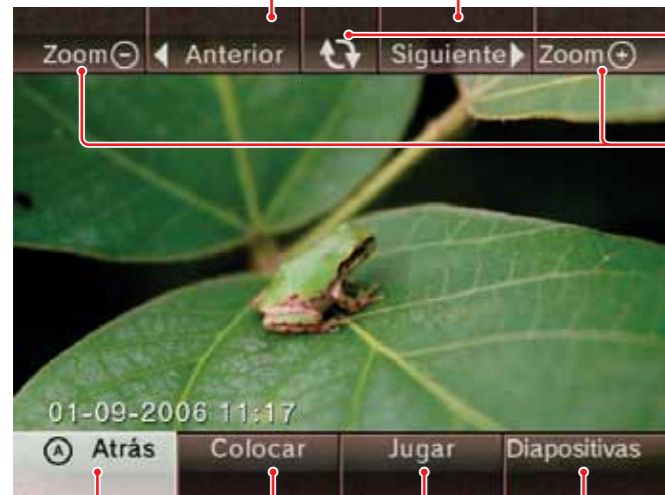 Zoom⊖ ◀ Anterior Siguiente▶ Zoom⊕
01-09-2006 11:17
Ⓐ Atrás Colocar Jugar Diapositivas